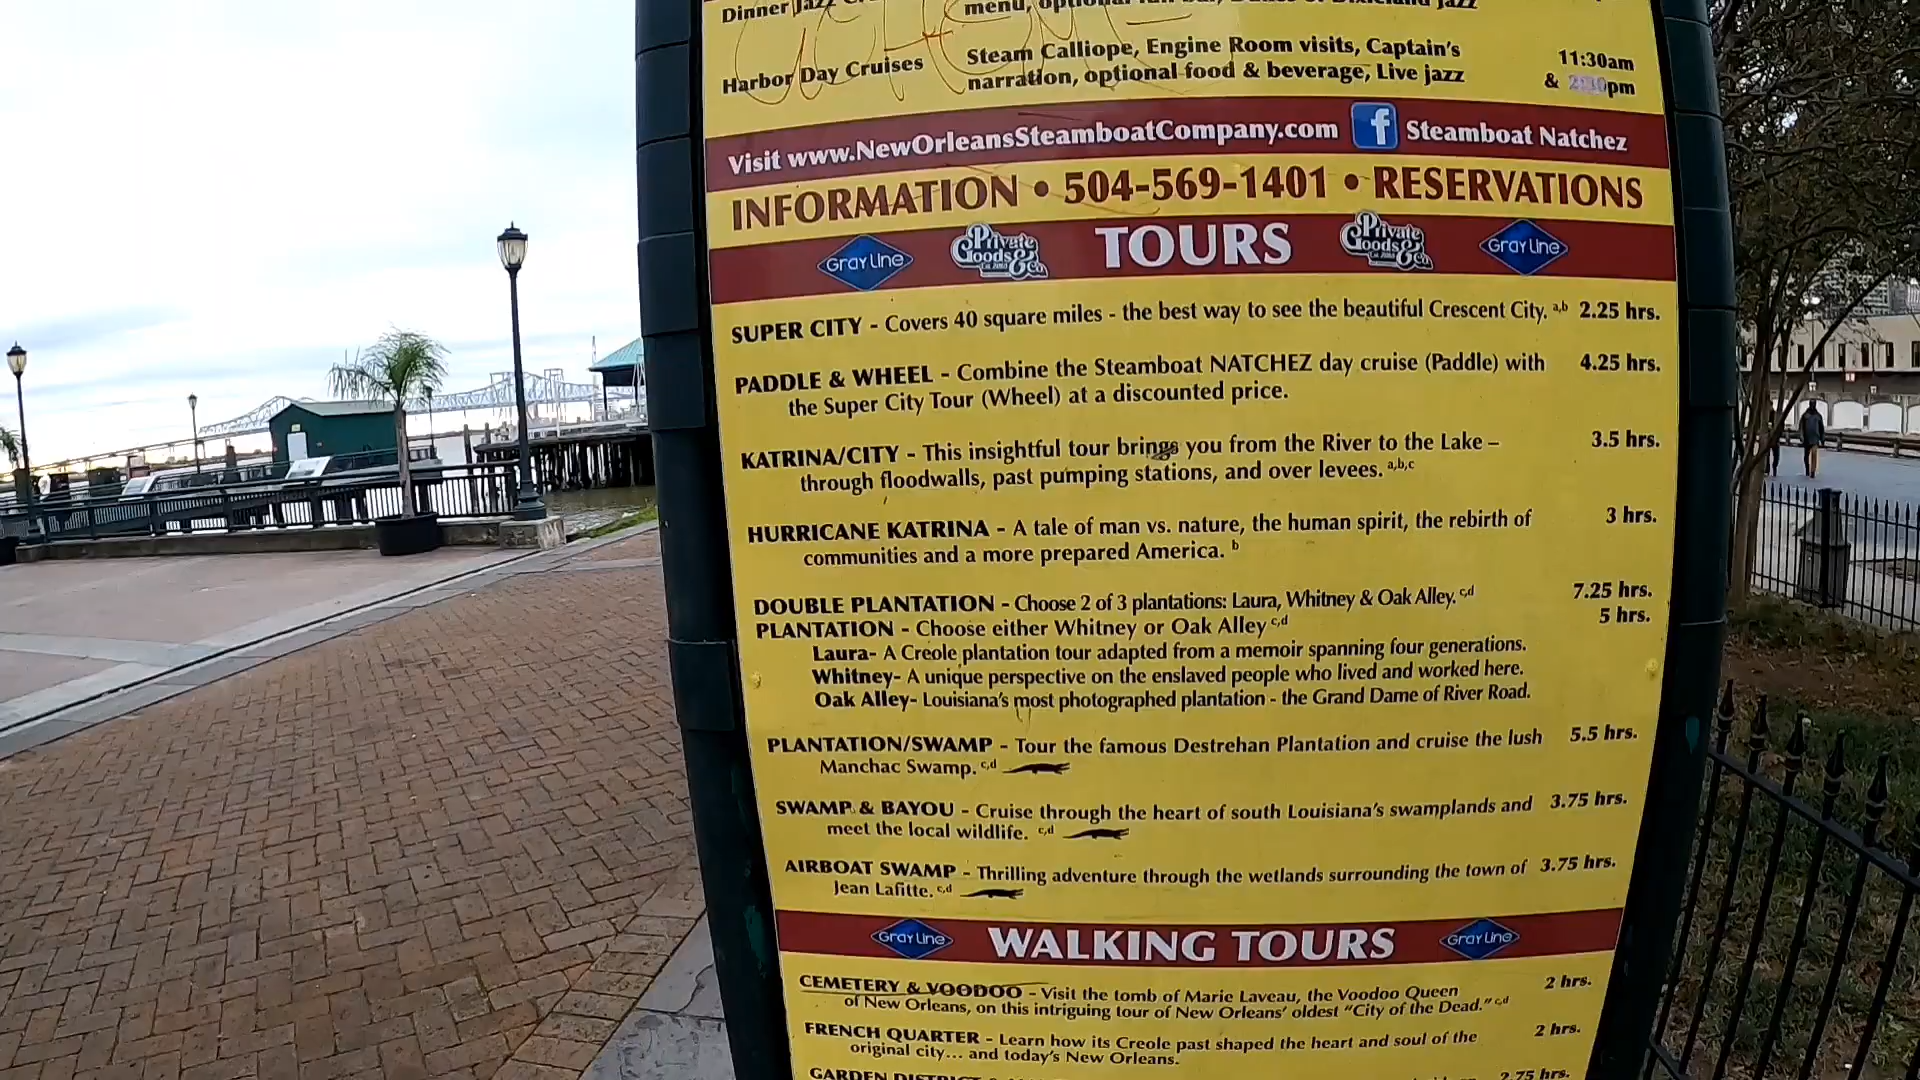 Dinner Jazz
menu, optional
Jazz
Harbor Day Cruises
Steam Calliope, Engine Room visits, Captain's
narration, optional food & beverage, Live jazz
11:30am
& 2:30pm
Visit www.NewOrleansSteamboatCompany.com f Steamboat Natchez
INFORMATION • 504-569-1401 • RESERVATIONS
GRAY LINE Private Goods & Co. TOURS Private Goods & Co. GRAY LINE
SUPER CITY - Covers 40 square miles - the best way to see the beautiful Crescent City. a,b 2.25 hrs.
PADDLE & WHEEL - Combine the Steamboat NATCHEZ day cruise (Paddle) with 4.25 hrs.
the Super City Tour (Wheel) at a discounted price.
KATRINA/CITY - This insightful tour brings you from the River to the Lake – 3.5 hrs.
through floodwalls, past pumping stations, and over levees. a,b,c
HURRICANE KATRINA - A tale of man vs. nature, the human spirit, the rebirth of 3 hrs.
communities and a more prepared America. b
DOUBLE PLANTATION - Choose 2 of 3 plantations: Laura, Whitney & Oak Alley. c,d 7.25 hrs.
PLANTATION - Choose either Whitney or Oak Alley c,d 5 hrs.
Laura- A Creole plantation tour adapted from a memoir spanning four generations.
Whitney- A unique perspective on the enslaved people who lived and worked here.
Oak Alley- Louisiana's most photographed plantation - the Grand Dame of River Road.
PLANTATION/SWAMP - Tour the famous Destrehan Plantation and cruise the lush 5.5 hrs.
Manchac Swamp. c,d
SWAMP & BAYOU - Cruise through the heart of south Louisiana's swamplands and 3.75 hrs.
meet the local wildlife. c,d
AIRBOAT SWAMP - Thrilling adventure through the wetlands surrounding the town of 3.75 hrs.
Jean Lafitte. c,d
GRAY LINE WALKING TOURS GRAY LINE
CEMETERY & VOODOO - Visit the tomb of Marie Laveau, the Voodoo Queen 2 hrs.
of New Orleans, on this intriguing tour of New Orleans' oldest "City of the Dead." c,d
FRENCH QUARTER - Learn how its Creole past shaped the heart and soul of the 2 hrs.
original city... and today's New Orleans.
GARDEN DISTRICT 2.75 hrs.